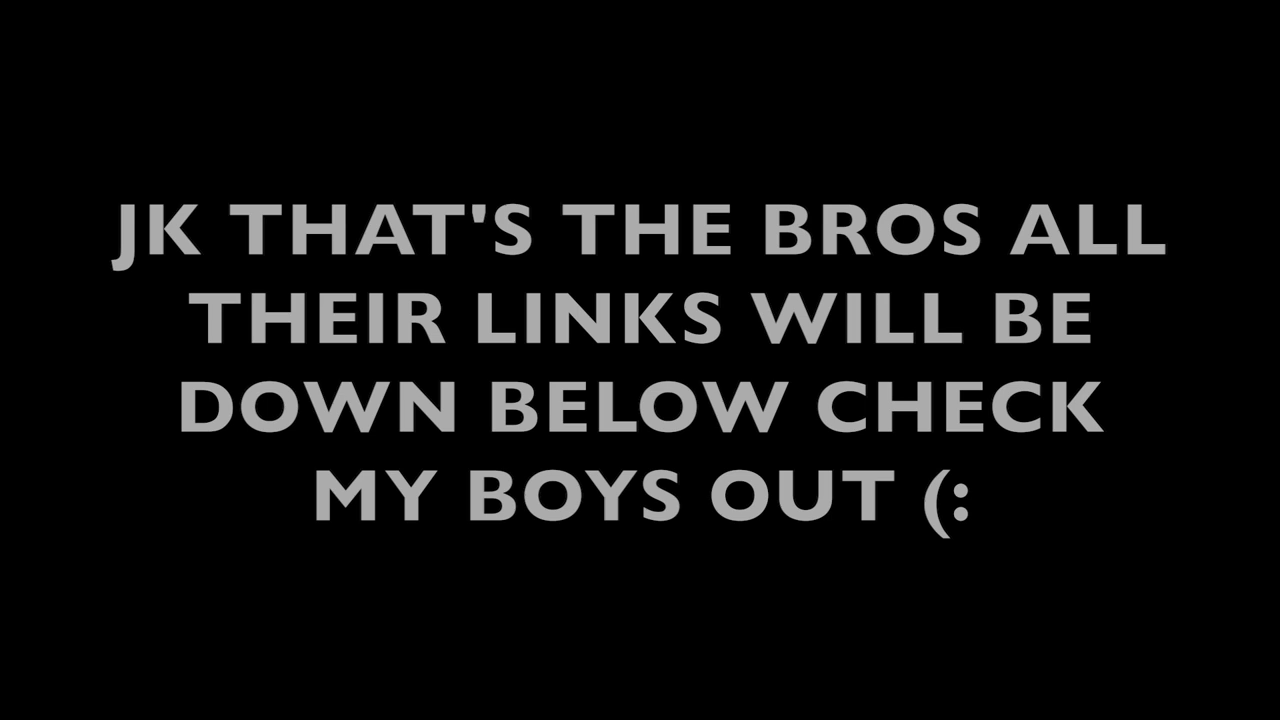 JK THAT'S THE BROS ALL
THEIR LINKS WILL BE
DOWN BELOW CHECK
MY BOYS OUT (: